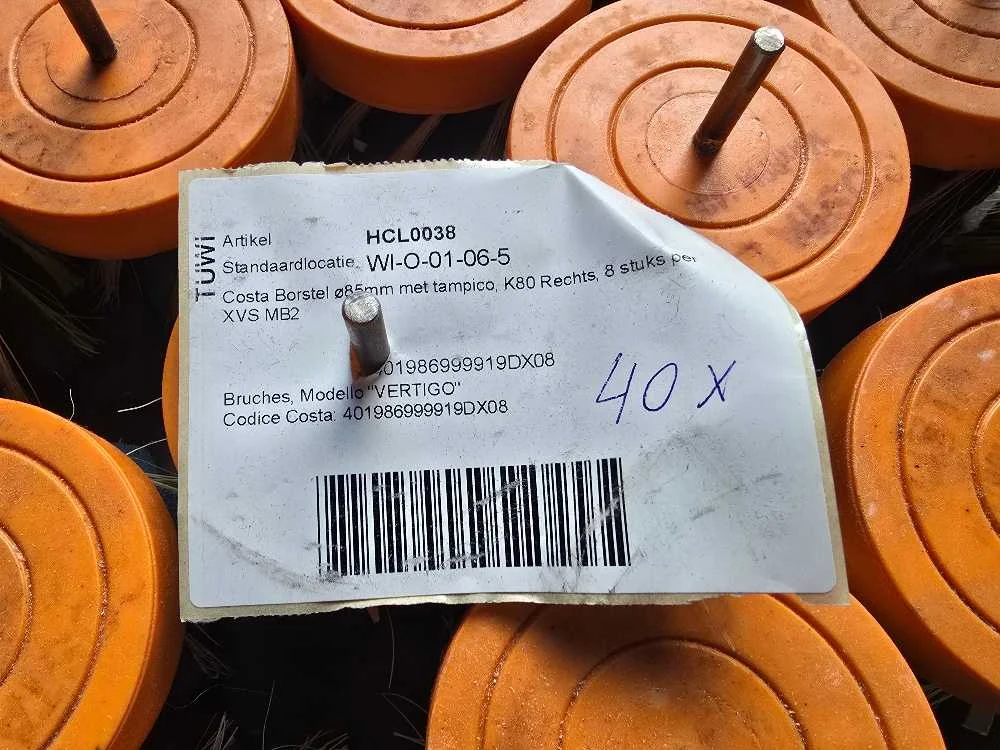 TUWI
Artikel HCL0038
Standaardlocatie. WI-O-01-06-5
Costa Borstel ø85mm met tampico, K80 Rechts, 8 stuks per
XVS MB2
401986999919DX08
Bruches, Modello "VERTIGO"
Codice Costa: 401986999919DX08
40 x